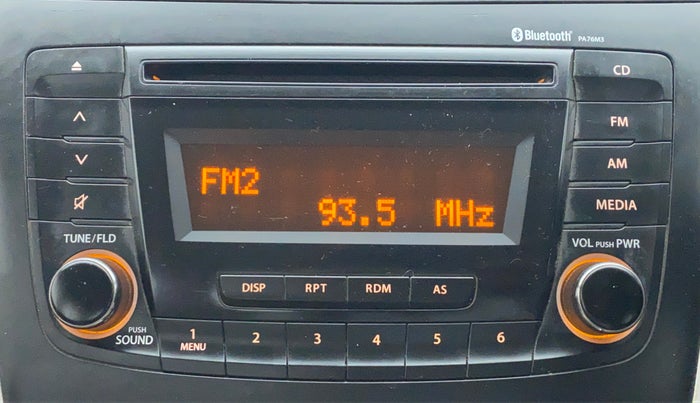 Bluetooth® PA76M3
CD
FM
AM
MEDIA
FM2
93.5 MHz
TUNE/FLD
VOL PUSH PWR
DISP RPT RDM AS
PUSH
SOUND
1 2 3 4 5 6
MENU